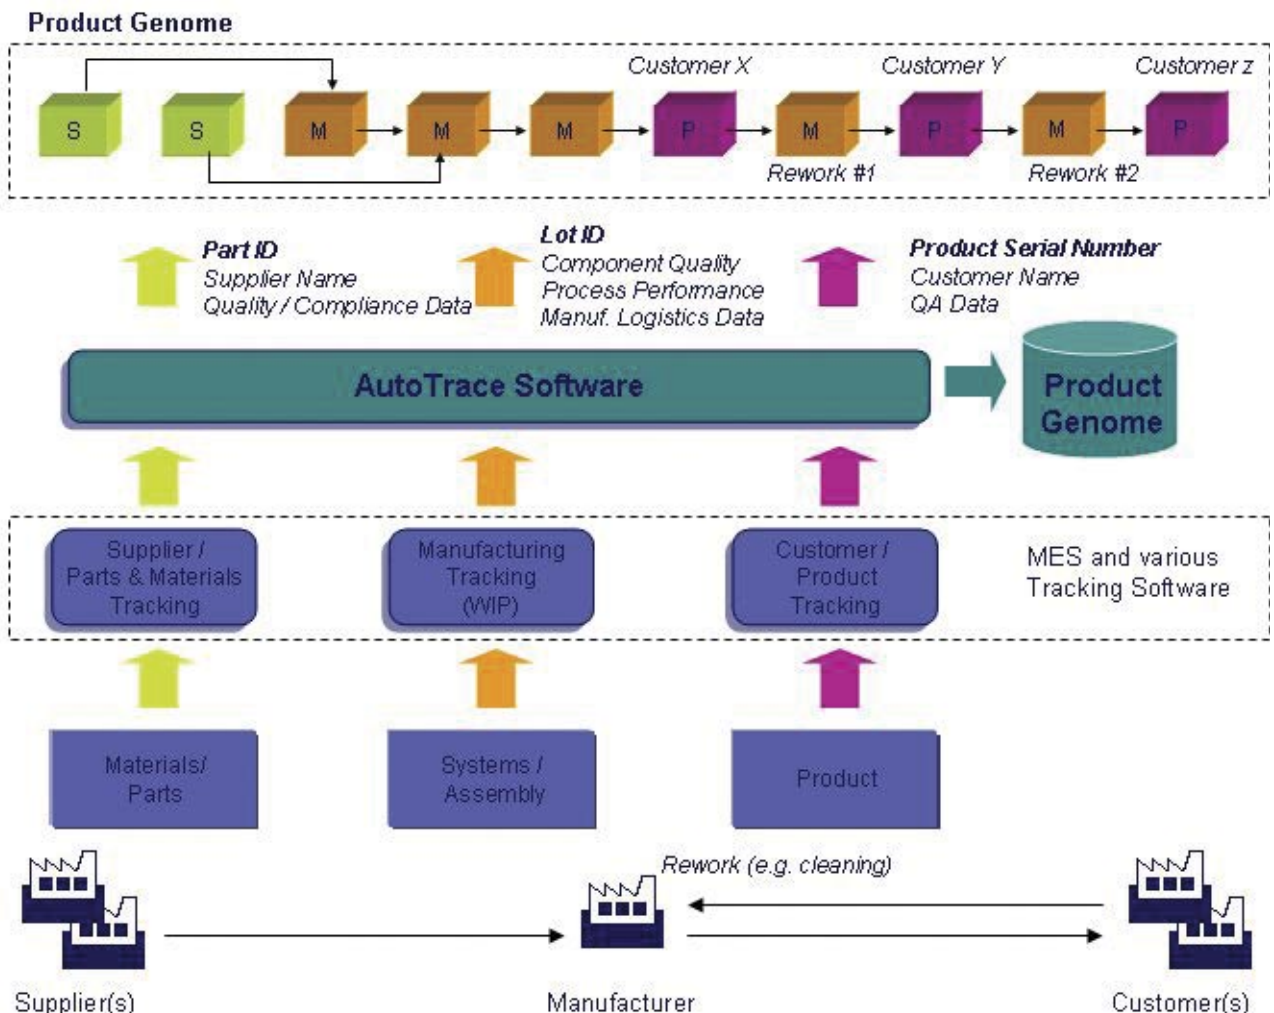 Product Genome
Customer X
Customer Y
Customer z
S
S
M
M
M
P
M
P
M
P
Rework #1
Rework #2
Part ID
Supplier Name
Quality / Compliance Data
Lot ID
Component Quality
Process Performance
Manuf. Logistics Data
Product Serial Number
Customer Name
QA Data
AutoTrace Software
Product
Genome
Supplier /
Parts & Materials
Tracking
Manufacturing
Tracking
(WIP)
Customer /
Product
Tracking
MES and various
Tracking Software
Materials/
Parts
Systems /
Assembly
Product
Rework (e.g. cleaning)
Supplier(s)
Manufacturer
Customer(s)